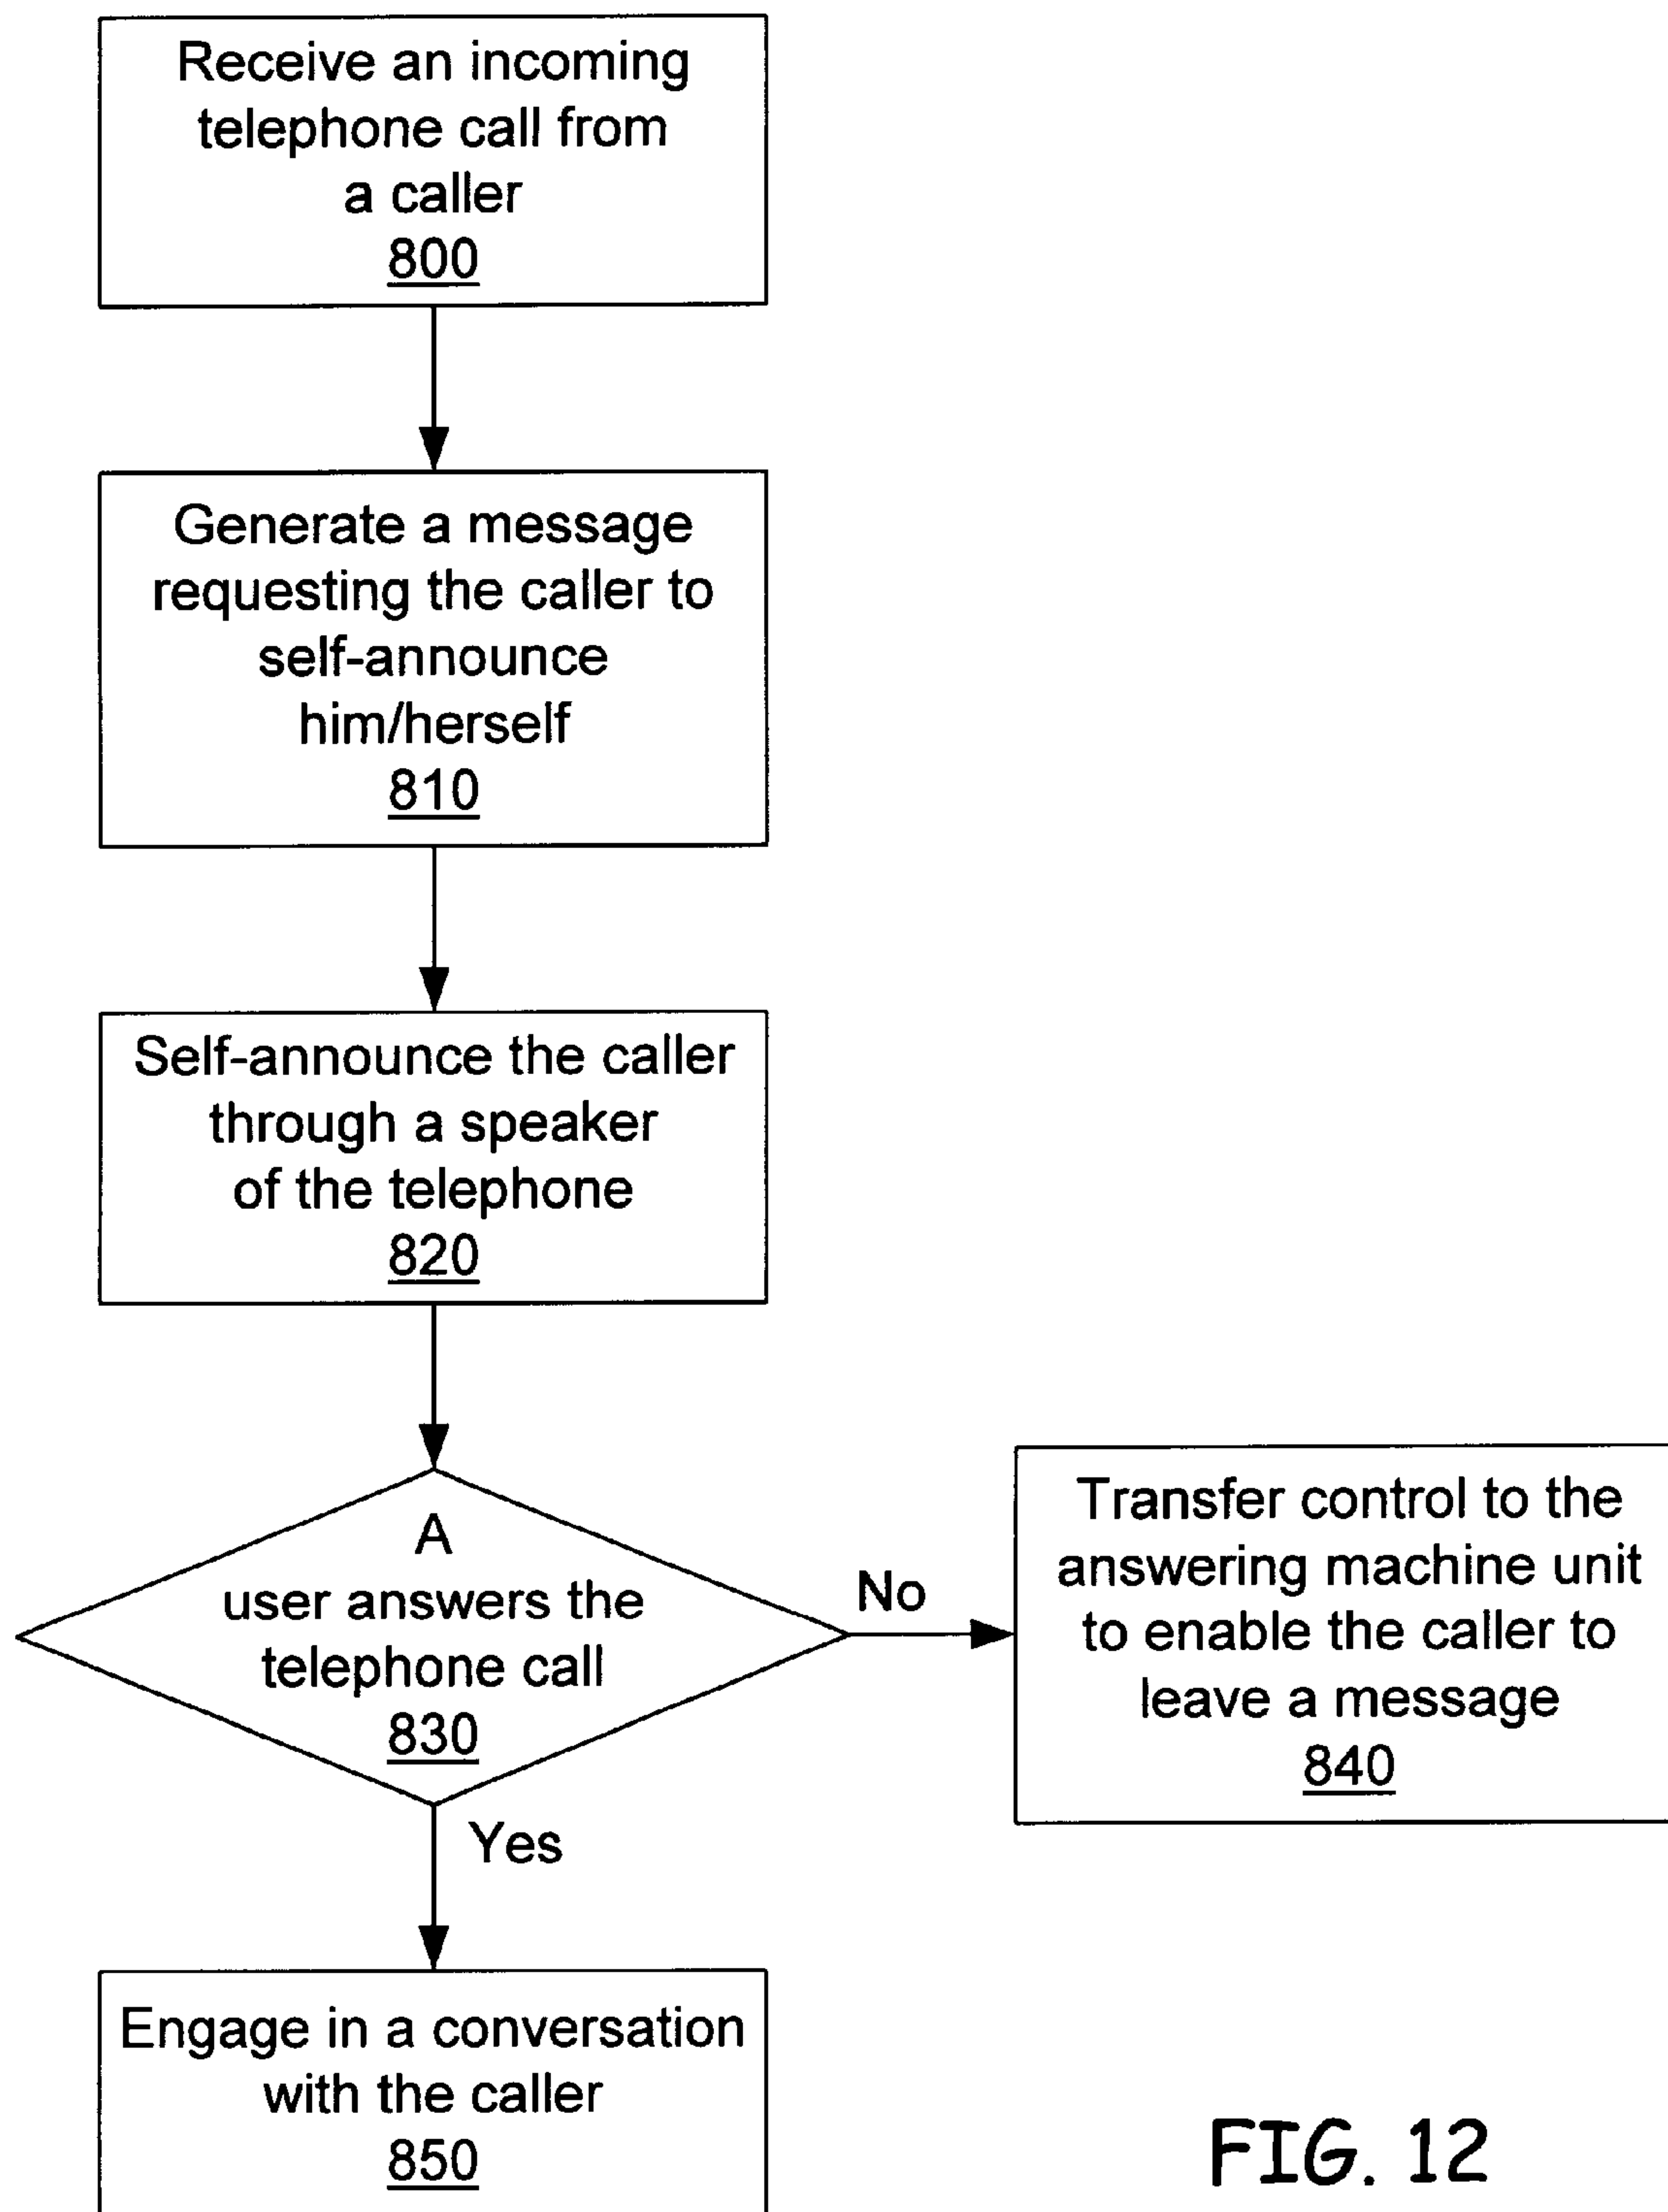 Receive an incoming
telephone call from
a caller
800
Generate a message
requesting the caller to
self-announce
him/herself
810
Self-announce the caller
through a speaker
of the telephone
820
A
user answers the
telephone call
830
No
Transfer control to the
answering machine unit
to enable the caller to
leave a message
840
Yes
Engage in a conversation
with the caller
850
FIG. 12